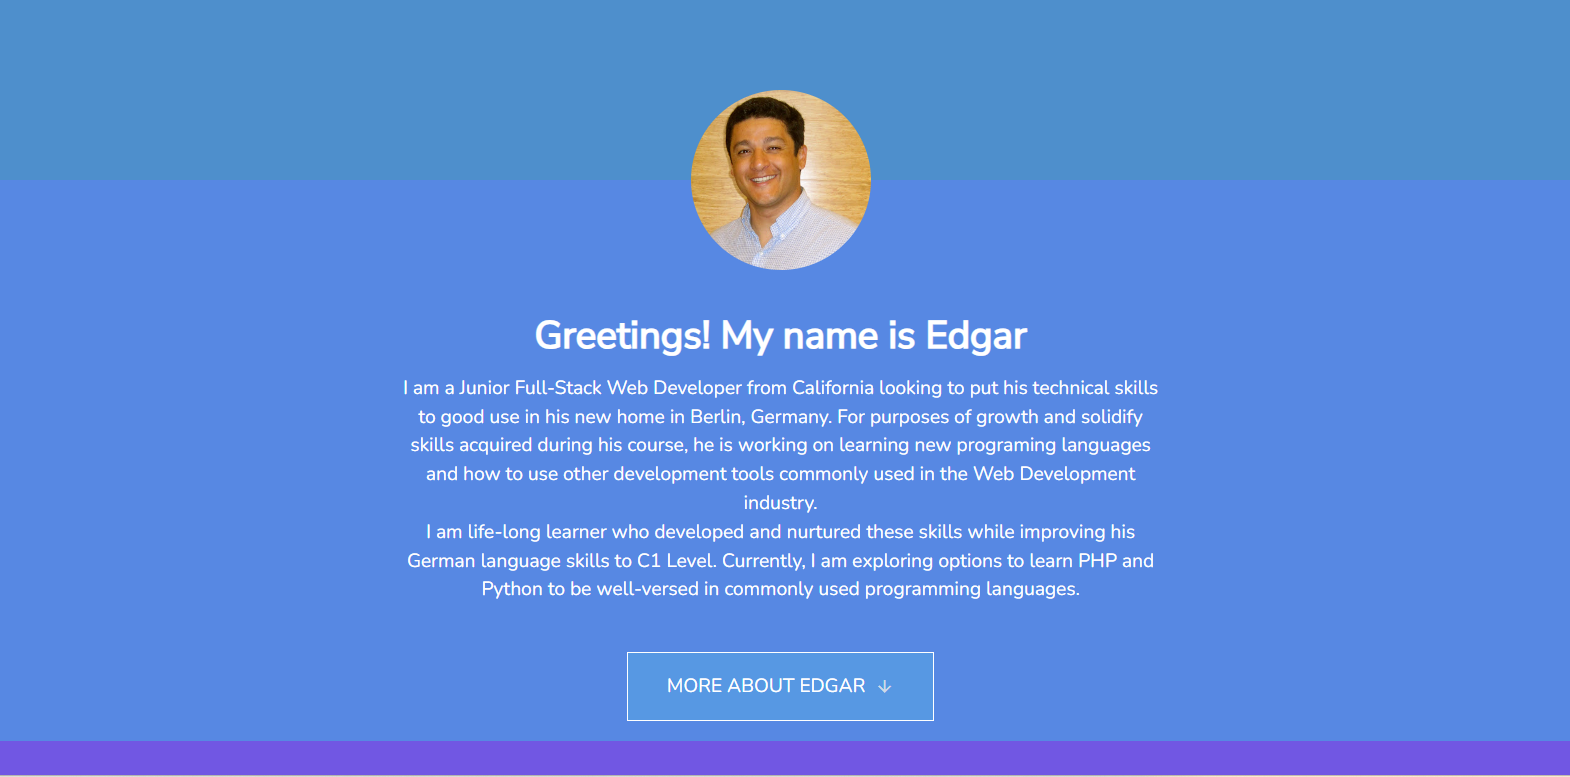 Greetings! My name is Edgar
I am a Junior Full-Stack Web Developer from California looking to put his technical skills
to good use in his new home in Berlin, Germany. For purposes of growth and solidify
skills acquired during his course, he is working on learning new programing languages
and how to use other development tools commonly used in the Web Development
industry.
I am life-long learner who developed and nurtured these skills while improving his
German language skills to C1 Level. Currently, I am exploring options to learn PHP and
Python to be well-versed in commonly used programming languages.
MORE ABOUT EDGAR ↓